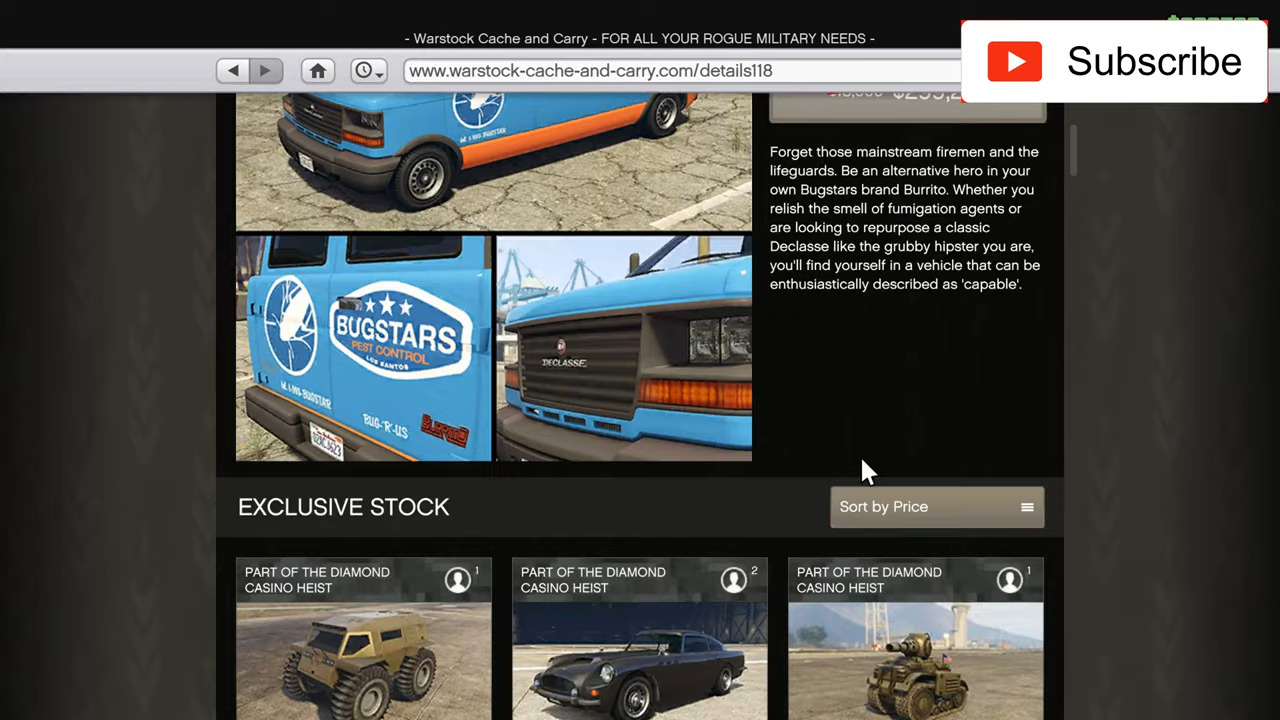 - Warstock Cache and Carry - FOR ALL YOUR ROGUE MILITARY NEEDS -
Subscribe
www.warstock-cache-and-carry.com/details118
Forget those mainstream firemen and the
lifeguards. Be an alternative hero in your
own Bugstars brand Burrito. Whether you
relish the smell of fumigation agents or
are looking to repurpose a classic
Declasse like the grubby hipster you are,
you'll find yourself in a vehicle that can be
enthusiastically described as 'capable'.
BUGSTARS
PEST CONTROL
LOS SANTOS
BUG-'R'-US
BURRITO
DECLASSE
EXCLUSIVE STOCK
Sort by Price
PART OF THE DIAMOND
CASINO HEIST
1
PART OF THE DIAMOND
CASINO HEIST
2
PART OF THE DIAMOND
CASINO HEIST
1